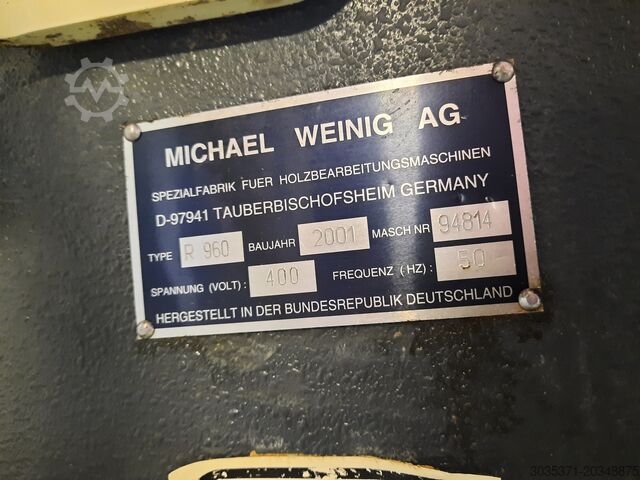 MICHAEL WEINIG AG
SPEZIALFABRIK FUER HOLZBEARBEITUNGSMASCHINEN
D-97941 TAUBERBISCHOFSHEIM GERMANY
TYPE R 960 BAUJAHR 2001 MASCH NR 94814
SPANNUNG (VOLT): 400 FREQUENZ (HZ): 50
HERGESTELLT IN DER BUNDESREPUBLIK DEUTSCHLAND
3035371-20348875